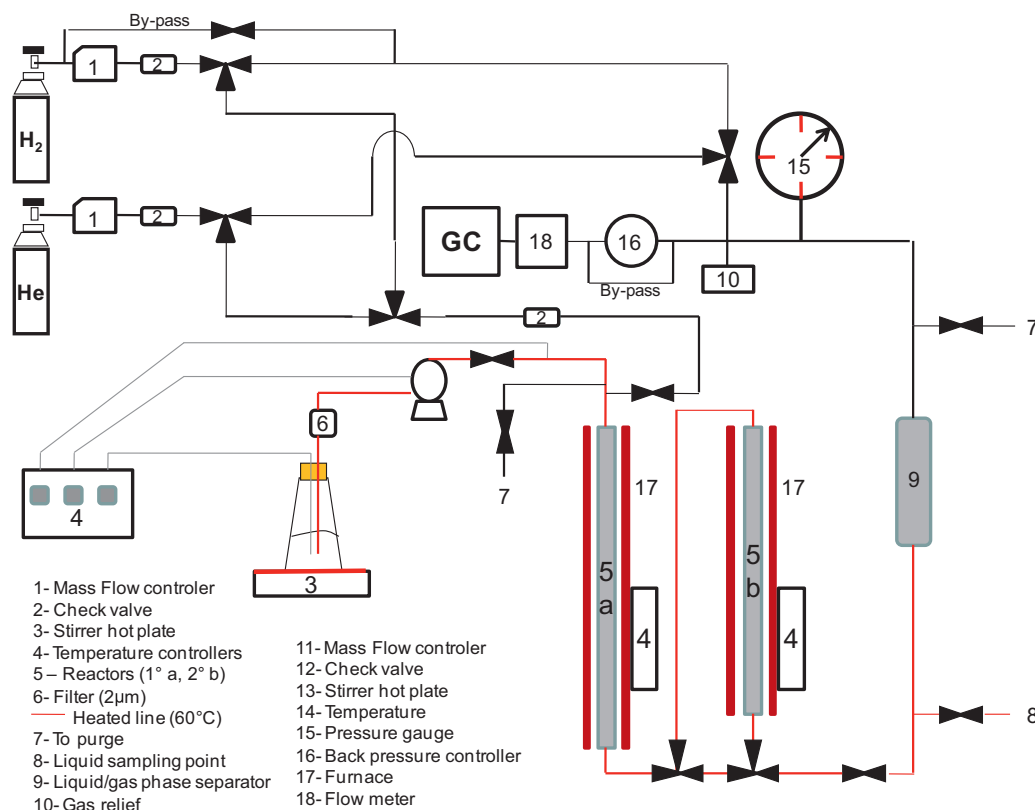 By-pass
1
2
H₂
15
1
2
GC
18
16
10
He
By-pass
2
7
6
7
17
17
9
4
5
a
5
b
3
4
4
8
1- Mass Flow controler
2- Check valve
3- Stirrer hot plate
4- Temperature controllers
5 – Reactors (1° a, 2° b)
6- Filter (2µm)
Heated line (60°C)
7- To purge
8- Liquid sampling point
9- Liquid/gas phase separator
10- Gas relief
11- Mass Flow controler
12- Check valve
13- Stirrer hot plate
14- Temperature
15- Pressure gauge
16- Back pressure controller
17- Furnace
18- Flow meter